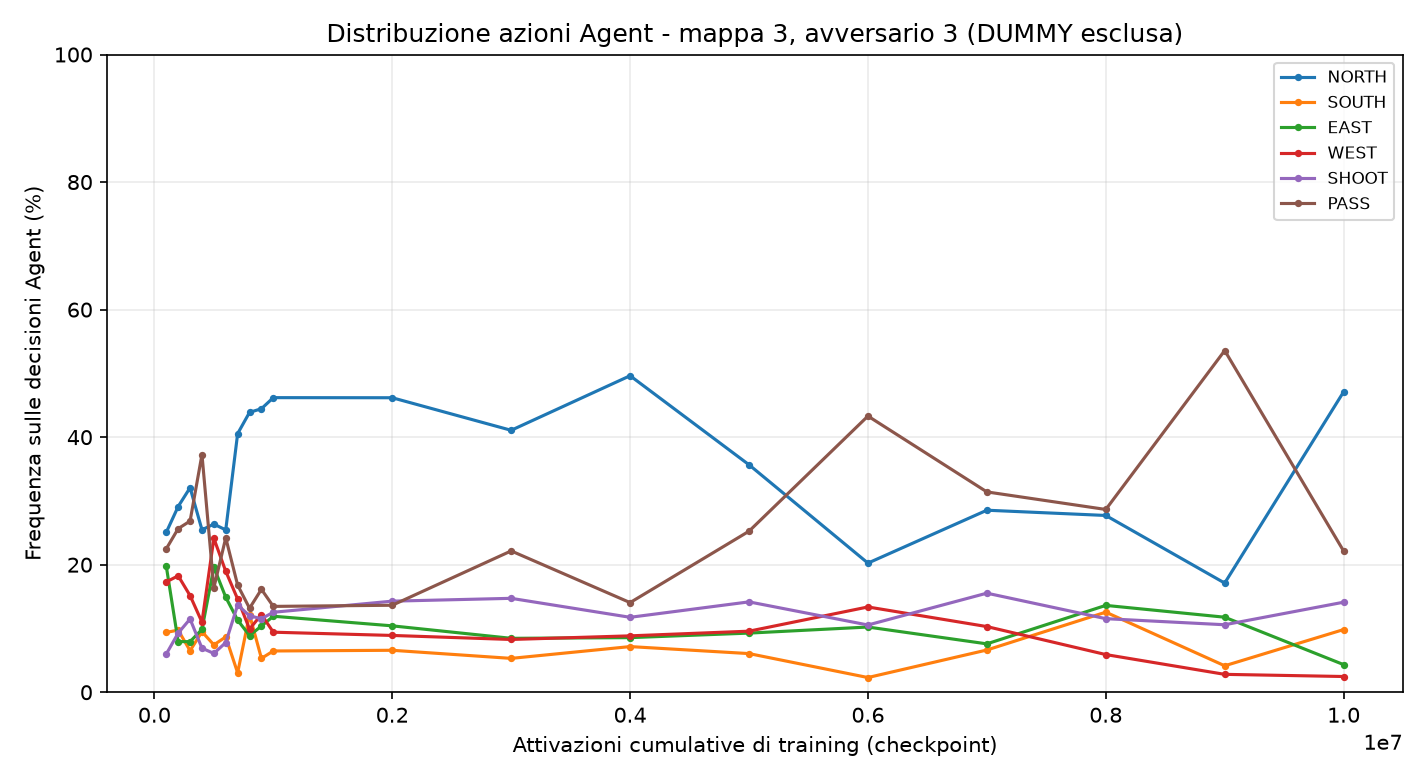 Distribuzione azioni Agent - mappa 3, avversario 3 (DUMMY esclusa)
Frequenza sulle decisioni Agent (%)
100
80
60
40
20
0
NORTH
SOUTH
EAST
WEST
SHOOT
PASS
0.0
0.2
0.4
0.6
0.8
1.0
1e7
Attivazioni cumulative di training (checkpoint)